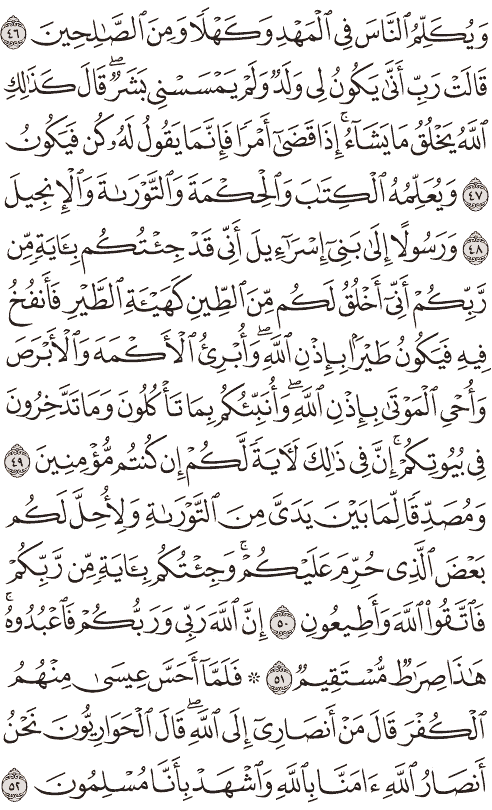 وَيُكَلِّمُ ٱلنَّاسَ فِى ٱلْمَهْدِ وَكَهْلًا وَمِنَ ٱلصَّـٰلِحِينَ ٤٦
قَالَتْ رَبِّ أَنَّىٰ يَكُونُ لِى وَلَدٌ وَلَمْ يَمْسَسْنِى بَشَرٌ ۖ قَالَ كَذَٰلِكِ
ٱللَّهُ يَخْلُقُ مَا يَشَآءُ ۚ إِذَا قَضَىٰٓ أَمْرًا فَإِنَّمَا يَقُولُ لَهُۥ كُن فَيَكُونُ
٤٧ وَيُعَلِّمُهُ ٱلْكِتَـٰبَ وَٱلْحِكْمَةَ وَٱلتَّوْرَىٰةَ وَٱلْإِنجِيلَ
٤٨ وَرَسُولًا إِلَىٰ بَنِىٓ إِسْرَٰٓءِيلَ أَنِّى قَدْ جِئْتُكُم بِـَٔايَةٍ مِّن
رَّبِّكُمْ أَنِّىٓ أَخْلُقُ لَكُم مِّنَ ٱلطِّينِ كَهَيْـَٔةِ ٱلطَّيْرِ فَأَنفُخُ
فِيهِ فَيَكُونُ طَيْرًۢا بِإِذْنِ ٱللَّهِ ۖ وَأُبْرِئُ ٱلْأَكْمَهَ وَٱلْأَبْرَصَ
وَأُحْىِ ٱلْمَوْتَىٰ بِإِذْنِ ٱللَّهِ ۖ وَأُنَبِّئُكُم بِمَا تَأْكُلُونَ وَمَا تَدَّخِرُونَ
فِى بُيُوتِكُمْ ۚ إِنَّ فِى ذَٰلِكَ لَـَٔايَةً لَّكُمْ إِن كُنتُم مُّؤْمِنِينَ ٤٩
وَمُصَدِّقًا لِّمَا بَيْنَ يَدَىَّ مِنَ ٱلتَّوْرَىٰةِ وَلِأُحِلَّ لَكُم
بَعْضَ ٱلَّذِى حُرِّمَ عَلَيْكُمْ ۚ وَجِئْتُكُم بِـَٔايَةٍ مِّن رَّبِّكُمْ
فَٱتَّقُوا۟ ٱللَّهَ وَأَطِيعُونِ ٥٠ إِنَّ ٱللَّهَ رَبِّى وَرَبُّكُمْ فَٱعْبُدُوهُ ۚ
هَـٰذَا صِرَٰطٌ مُّسْتَقِيمٌ ٥١ ۞ فَلَمَّآ أَحَسَّ عِيسَىٰ مِنْهُمُ
ٱلْكُفْرَ قَالَ مَنْ أَنصَارِىٓ إِلَى ٱللَّهِ ۖ قَالَ ٱلْحَوَارِيُّونَ نَحْنُ
أَنصَارُ ٱللَّهِ ءَامَنَّا بِٱللَّهِ وَٱشْهَدْ بِأَنَّا مُسْلِمُونَ ٥٢